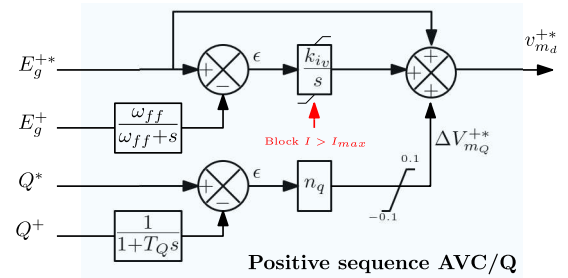 E_g^{+*}
+
−
ϵ
k_{iv}
s
+
+
+
v_{m_d}^{+*}
E_g^{+}
ω_{ff}
ω_{ff}+s
Block I > I_{max}
ΔV_{m_Q}^{+*}
Q^*
+
−
ϵ
n_q
0.1
−0.1
Q^+
1
1+T_Q s
Positive sequence AVC/Q